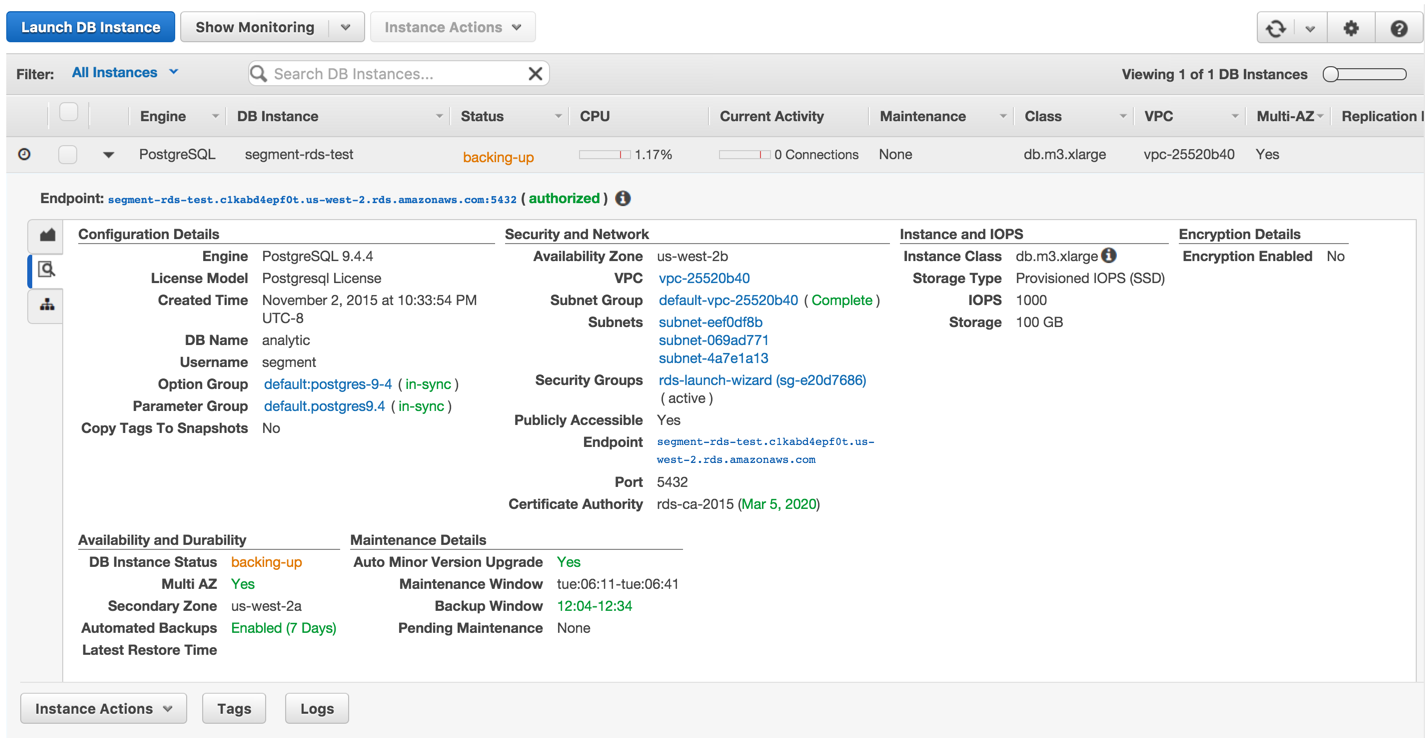 Launch DB Instance Show Monitoring Instance Actions
Filter: All Instances Search DB Instances... Viewing 1 of 1 DB Instances
Engine DB Instance Status CPU Current Activity Maintenance Class VPC Multi-AZ Replication
PostgreSQL segment-rds-test backing-up 1.17% 0 Connections None db.m3.xlarge vpc-25520b40 Yes
Endpoint: segment-rds-test.c1kabd4epf0t.us-west-2.rds.amazonaws.com:5432 ( authorized )
Configuration Details
Engine PostgreSQL 9.4.4
License Model Postgresql License
Created Time November 2, 2015 at 10:33:54 PM
UTC-8
DB Name analytic
Username segment
Option Group default:postgres-9-4 ( in-sync )
Parameter Group default.postgres9.4 ( in-sync )
Copy Tags To Snapshots No
Security and Network
Availability Zone us-west-2b
VPC vpc-25520b40
Subnet Group default-vpc-25520b40 ( Complete )
Subnets subnet-eef0df8b
subnet-069ad771
subnet-4a7e1a13
Security Groups rds-launch-wizard (sg-e20d7686)
( active )
Publicly Accessible Yes
Endpoint segment-rds-test.c1kabd4epf0t.us-
west-2.rds.amazonaws.com
Port 5432
Certificate Authority rds-ca-2015 (Mar 5, 2020)
Instance and IOPS
Instance Class db.m3.xlarge
Storage Type Provisioned IOPS (SSD)
IOPS 1000
Storage 100 GB
Encryption Details
Encryption Enabled No
Availability and Durability
DB Instance Status backing-up
Multi AZ Yes
Secondary Zone us-west-2a
Automated Backups Enabled (7 Days)
Latest Restore Time
Maintenance Details
Auto Minor Version Upgrade Yes
Maintenance Window tue:06:11-tue:06:41
Backup Window 12:04-12:34
Pending Maintenance None
Instance Actions Tags Logs